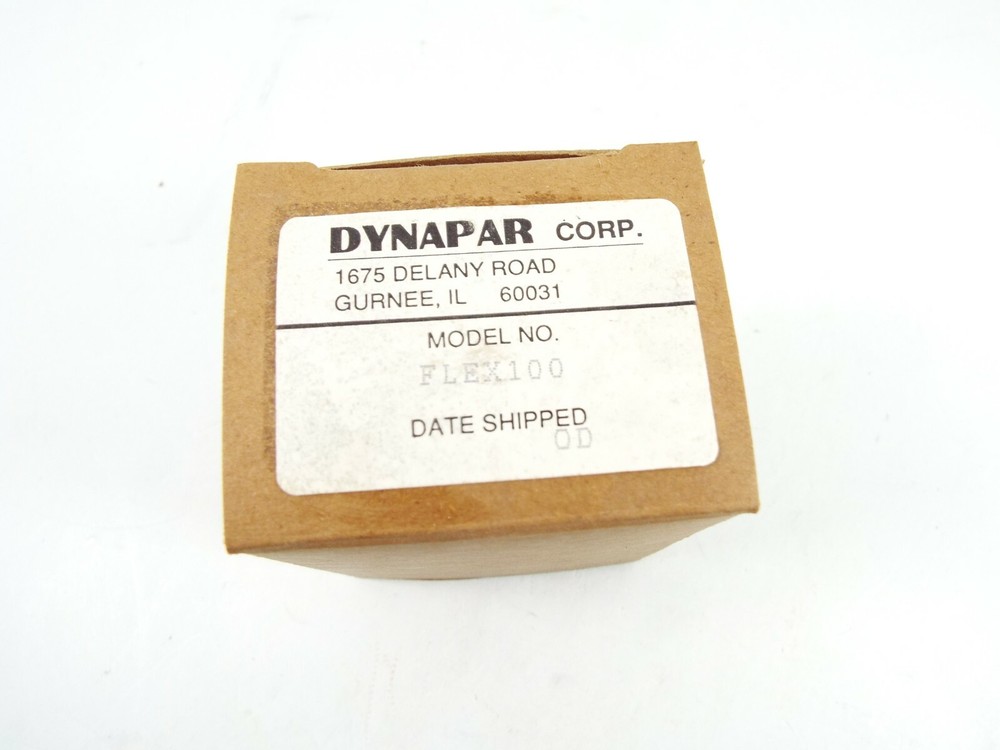 DYNAPAR CORP.
1675 DELANY ROAD
GURNEE, IL 60031
MODEL NO.
FLEX100
DATE SHIPPED
OD